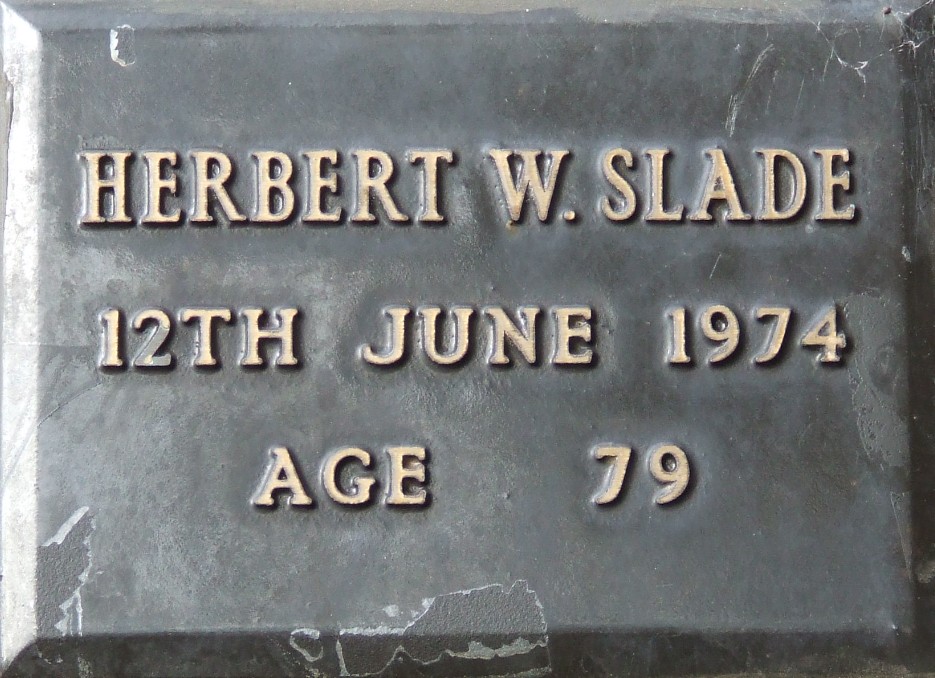 HERBERT W. SLADE
12TH JUNE 1974
AGE 79